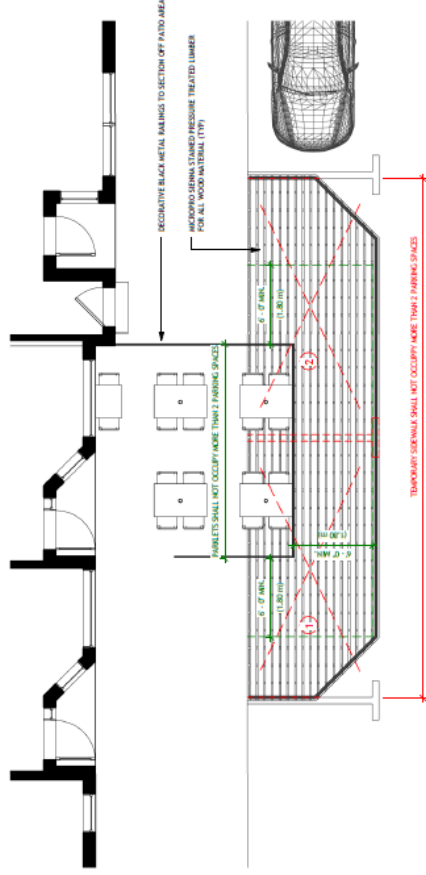 DECORATIVE BLACK METAL RAILINGS TO SECTION OFF PATIO AREA
MICROPRO SIENNA STAINED PRESSURE TREATED LUMBER
FOR ALL WOOD MATERIAL (TYP)
PARKLETS SHALL NOT OCCUPY MORE THAN 2 PARKING SPACES
6' - 0" MIN.
(1.80 m)
2
6' - 0" MIN.
(1.80 m)
6' - 0" MIN.
(1.80 m)
1
TEMPORARY SIDEWALK SHALL NOT OCCUPY MORE THAN 2 PARKING SPACES